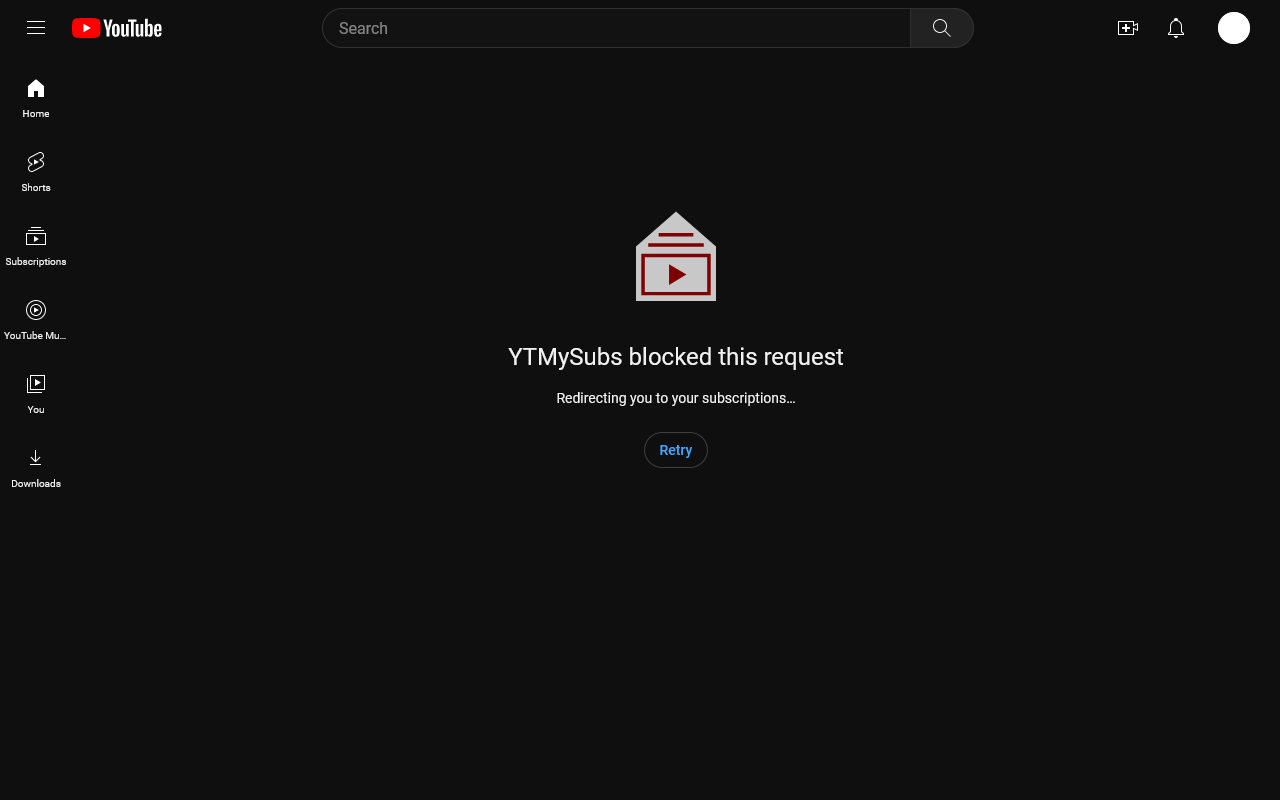 YouTube
Search
Home
Shorts
Subscriptions
YouTube Mu...
You
Downloads
YTMySubs blocked this request
Redirecting you to your subscriptions...
Retry